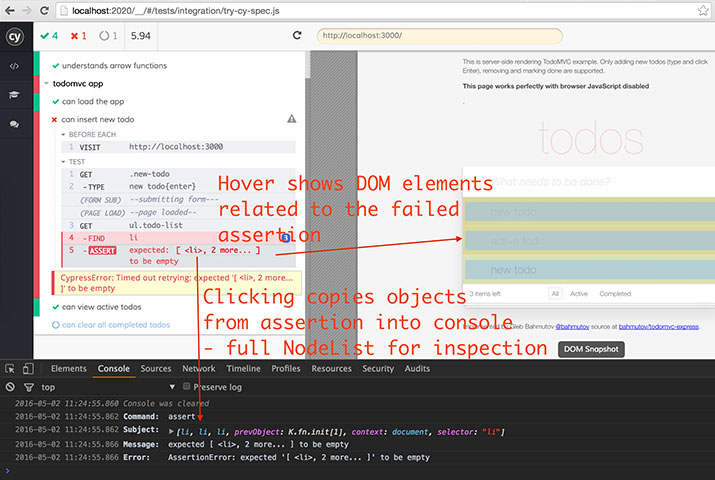 localhost:2020/__/#/tests/integration/try-cy-spec.js
cy
4
1
1
5.94
http://localhost:3000/
understands arrow functions
todomvc app
can load the app
can insert new todo
BEFORE EACH
1 VISIT http://localhost:3000
TEST
1 GET .new-todo
2 -TYPE new todo{enter}
(FORM SUB) --submitting form---
(PAGE LOAD) --page loaded--
3 GET ul.todo-list
4 -FIND li 3
5 -ASSERT expected: [ <li>, 2 more... ]
to be empty
CypressError: Timed out retrying: expected '[ <li>, 2 more...
]' to be empty
can view active todos
can clear all completed todos
This is server-side rendering TodoMVC example. Only adding new todos (type and click
Enter), removing and marking done are supported.
This page works perfectly with browser JavaScript disabled
.
todos
What needs to be done?
new todo
active todo
new todo
3 items left All Active Completed
by Gleb Bahmutov @bahmutov source at bahmutov/todomvc-express.
DOM Snapshot
Hover shows DOM elements
related to the failed
assertion
Clicking copies objects
from assertion into console
- full NodeList for inspection
Elements Console Sources Network Timeline Profiles Resources Security Audits
top Preserve log
2016-05-02 11:24:55.860 Console was cleared
2016-05-02 11:24:55.862 Command: assert
2016-05-02 11:24:55.865 Subject: [li, li, li, prevObject: K.fn.init[1], context: document, selector: "li"]
2016-05-02 11:24:55.866 Message: expected [ <li>, 2 more... ] to be empty
2016-05-02 11:24:55.866 Error: AssertionError: expected '[ <li>, 2 more... ]' to be empty